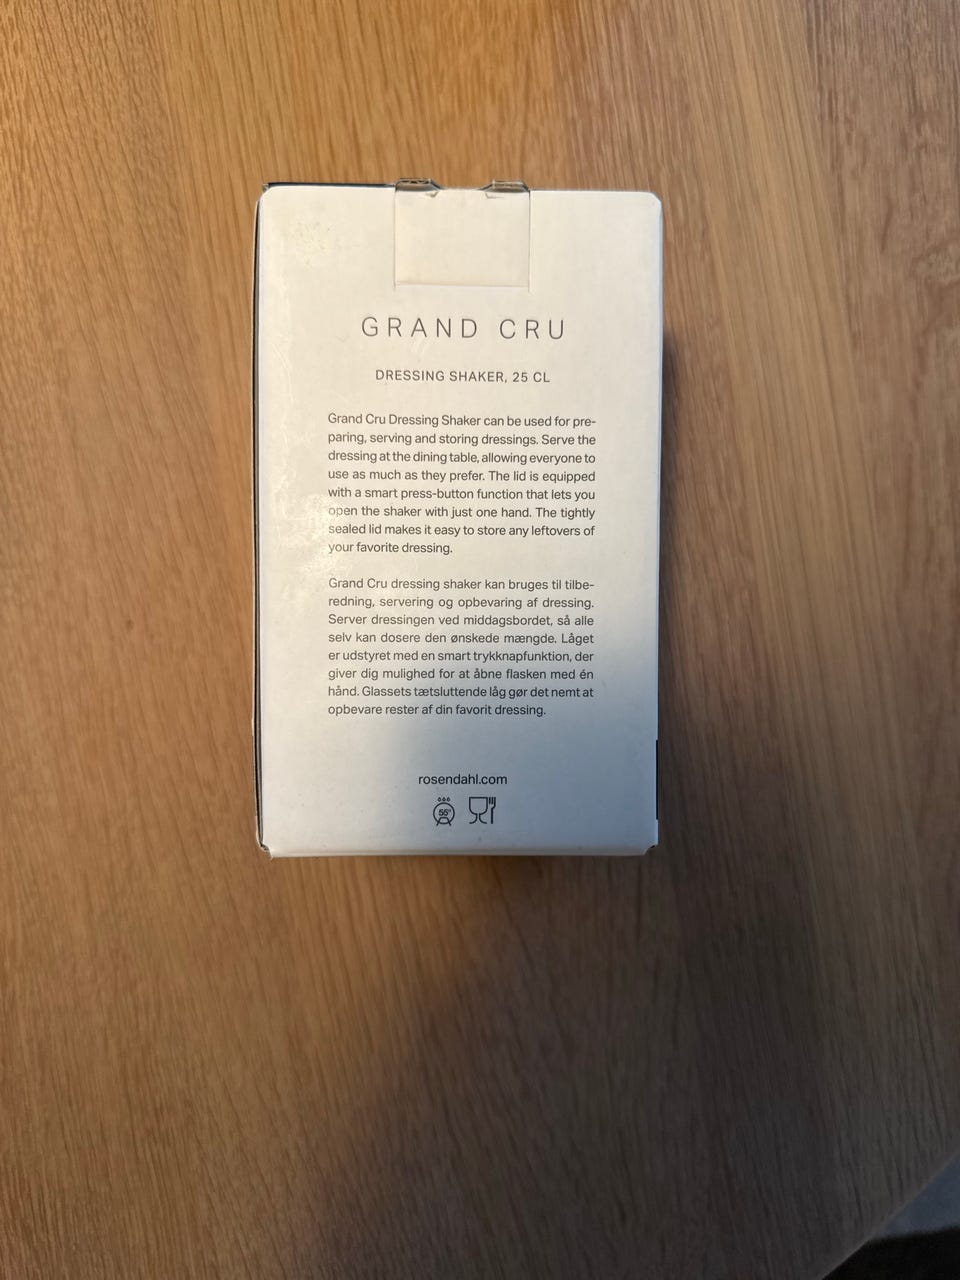 GRAND CRU
DRESSING SHAKER, 25 CL
Grand Cru Dressing Shaker can be used for pre-
paring, serving and storing dressings. Serve the
dressing at the dining table, allowing everyone to
use as much as they prefer. The lid is equipped
with a smart press-button function that lets you
open the shaker with just one hand. The tightly
sealed lid makes it easy to store any leftovers of
your favorite dressing.
Grand Cru dressing shaker kan bruges til tilbe-
redning, servering og opbevaring af dressing.
Server dressingen ved middagsbordet, så alle
selv kan dosere den ønskede mængde. Låget
er udstyret med en smart trykknapfunktion, der
giver dig mulighed for at åbne flasken med én
hånd. Glassets tætsluttende låg gør det nemt at
opbevare rester af din favorit dressing.
rosendahl.com
55°